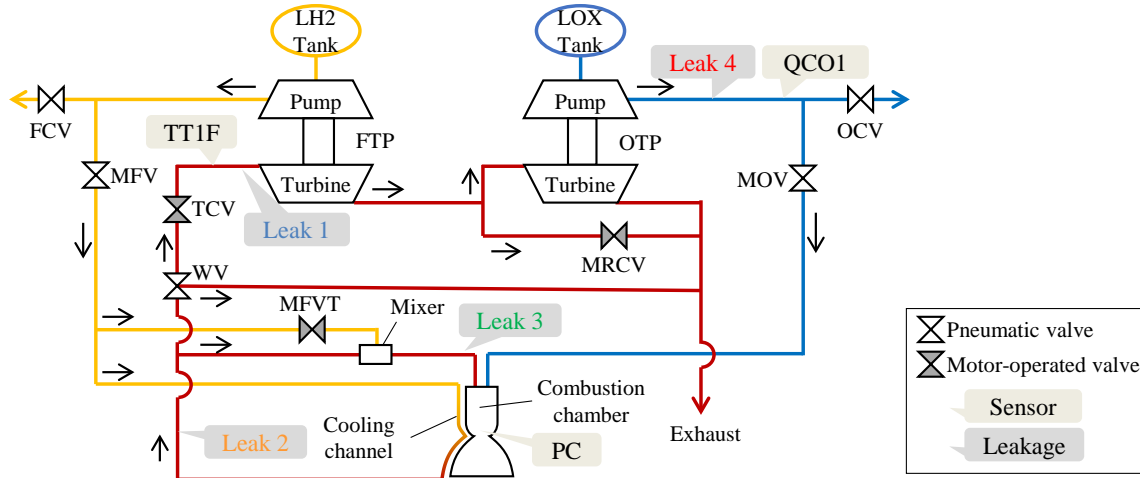 LH2
Tank
LOX
Tank
Leak 4
QCO1
Pump
Pump
FCV
TT1F
FTP
OTP
OCV
MFV
Turbine
Turbine
MOV
TCV
Leak 1
MRCV
WV
MFVT
Mixer
Leak 3
Pneumatic valve
Motor-operated valve
Combustion
chamber
Sensor
Cooling
channel
Leak 2
PC
Exhaust
Leakage